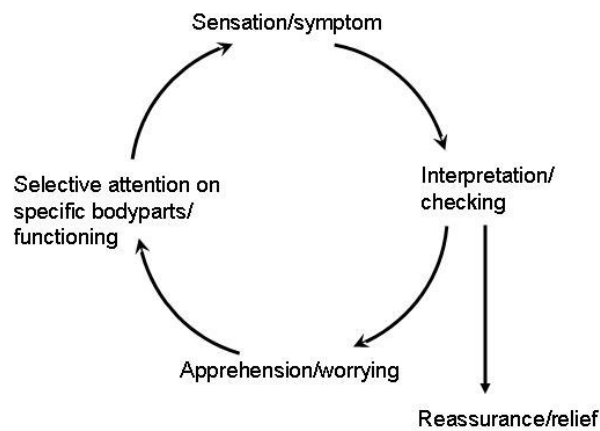 Sensation/symptom
Interpretation/
checking
Selective attention on
specific bodyparts/
functioning
Apprehension/worrying
Reassurance/relief